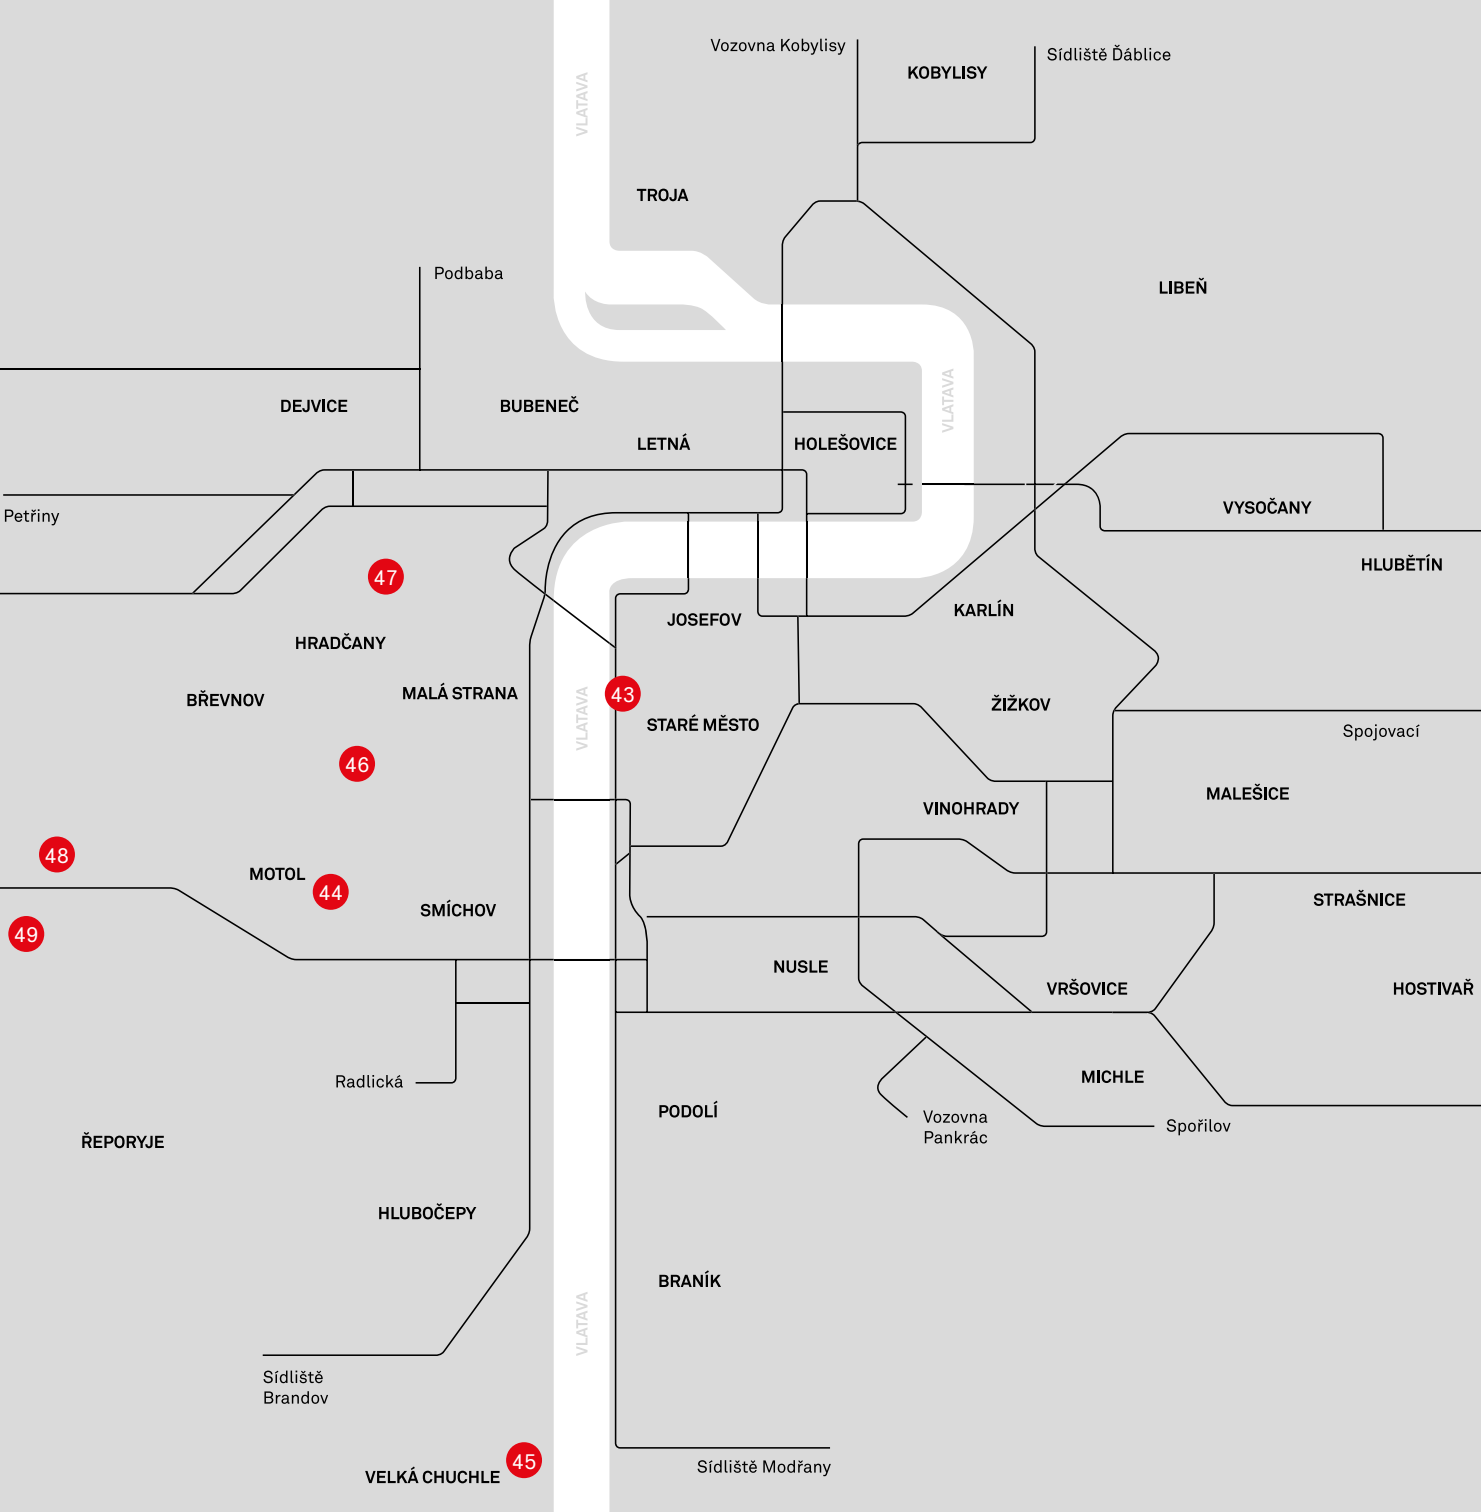 Vozovna Kobylisy
Sídliště Ďáblice
KOBYLISY
VLATAVA
TROJA
Podbaba
LIBEŇ
VLATAVA
DEJVICE
BUBENEČ
LETNÁ
HOLEŠOVICE
Petřiny
VYSOČANY
HLUBĚTÍN
47
KARLÍN
JOSEFOV
HRADČANY
MALÁ STRANA
43
BŘEVNOV
ŽIŽKOV
VLATAVA
STARÉ MĚSTO
Spojovací
46
MALEŠICE
VINOHRADY
48
MOTOL
44
STRAŠNICE
SMÍCHOV
49
NUSLE
VRŠOVICE
HOSTIVAŘ
MICHLE
Radlická
PODOLÍ
Vozovna
Pankrác
Spořilov
ŘEPORYJE
HLUBOČEPY
BRANÍK
VLATAVA
Sídliště
Brandov
45
Sídliště Modřany
VELKÁ CHUCHLE